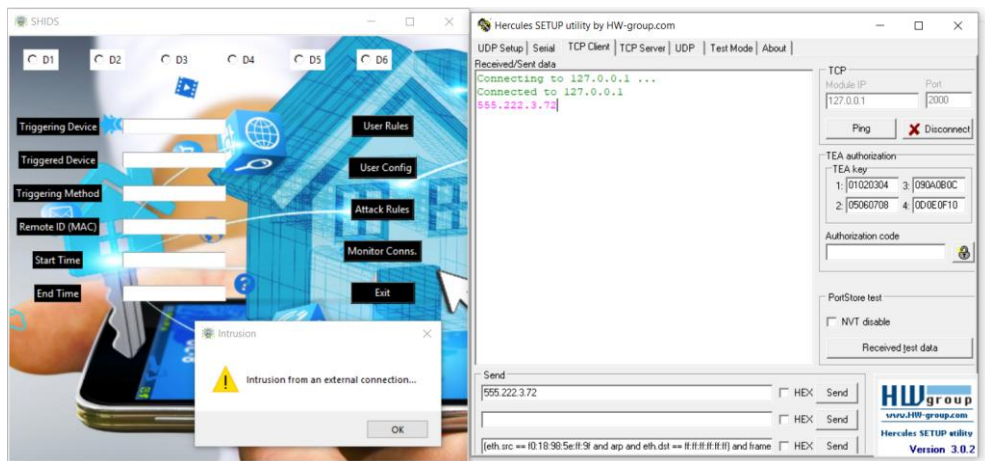 SHIDS
D1 D2 D3 D4 D5 D6
Triggering Device
User Rules
Triggered Device
User Config
Triggering Method
Attack Rules
Remote ID (MAC)
Monitor Conns.
Start Time
End Time
Exit
Intrusion
Intrusion from an external connection...
OK
Hercules SETUP utility by HW-group.com
UDP Setup Serial TCP Client TCP Server UDP Test Mode About
Received/Sent data
Connecting to 127.0.0.1 ...
Connected to 127.0.0.1
555.222.3.72
TCP
Module IP Port
127.0.0.1 2000
Ping Disconnect
TEA authorization
TEA key
1: 01020304 3: 090A0B0C
2: 05060708 4: 0D0E0F10
Authorization code
PortStore test
NVT disable
Received test data
Send
555.222.3.72 HEX Send
HEX Send
(eth.src == f0:18:98:5e:ff:9f and arp and eth.dst == ff:ff:ff:ff:ff:ff) and frame HEX Send
HW group
www.HW-group.com
Hercules SETUP utility
Version 3.0.2